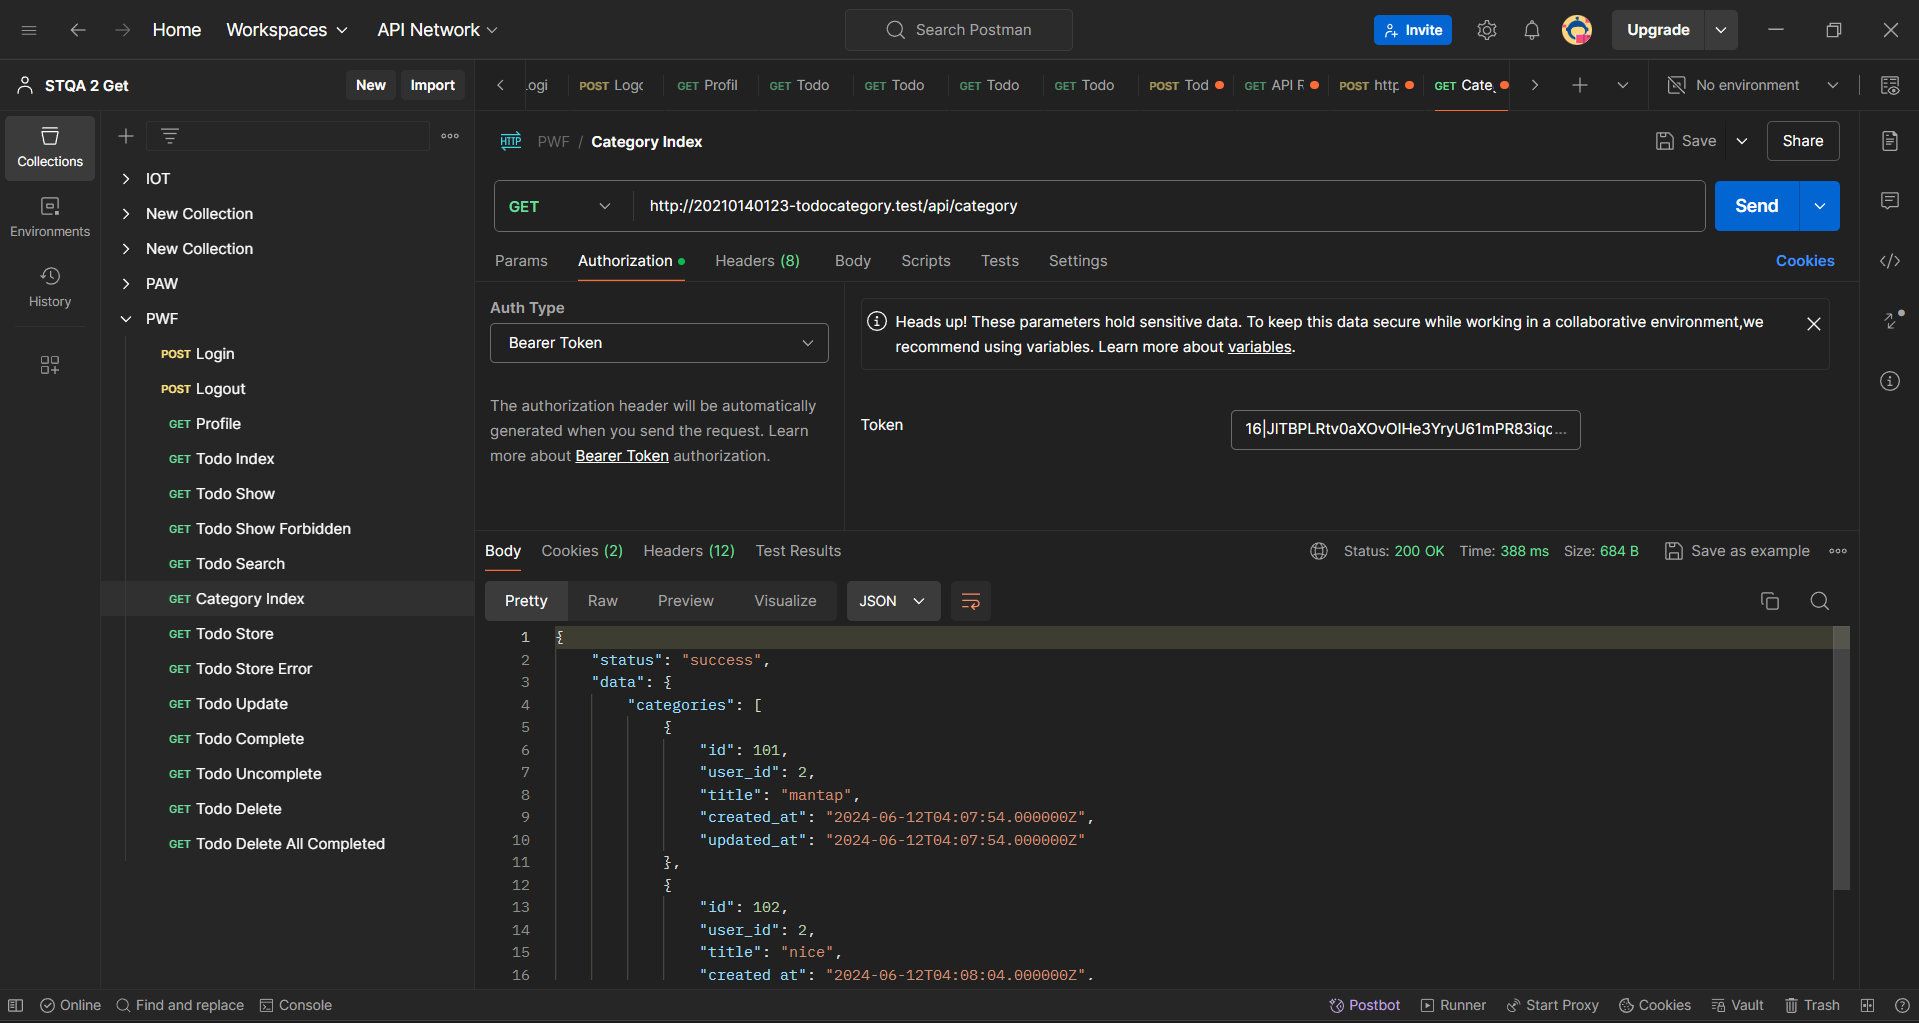 Home Workspaces API Network Search Postman Invite Upgrade
STQA 2 Get New Import
.ogi POST Logo GET Profil GET Todo GET Todo GET Todo GET Todo POST Tod GET API R POST http GET Cate No environment
Collections
Environments
History
IOT
New Collection
New Collection
PAW
PWF
POST Login
POST Logout
GET Profile
GET Todo Index
GET Todo Show
GET Todo Show Forbidden
GET Todo Search
GET Category Index
GET Todo Store
GET Todo Store Error
GET Todo Update
GET Todo Complete
GET Todo Uncomplete
GET Todo Delete
GET Todo Delete All Completed
HTTP PWF / Category Index Save Share
GET http://20210140123-todocategory.test/api/category Send
Params Authorization Headers (8) Body Scripts Tests Settings Cookies
Auth Type
Bearer Token
The authorization header will be automatically
generated when you send the request. Learn
more about Bearer Token authorization.
Heads up! These parameters hold sensitive data. To keep this data secure while working in a collaborative environment,we
recommend using variables. Learn more about variables.
Token
Body Cookies (2) Headers (12) Test Results Status: 200 OK Time: 388 ms Size: 684 B Save as example
Pretty Raw Preview Visualize JSON
1 {
2 "status": "success",
3 "data": {
4 "categories": [
5 {
6 "id": 101,
7 "user_id": 2,
8 "title": "mantap",
9 "created_at": "2024-06-12T04:07:54.000000Z",
10 "updated_at": "2024-06-12T04:07:54.000000Z"
11 },
12 {
13 "id": 102,
14 "user_id": 2,
15 "title": "nice",
16 "created_at": "2024-06-12T04:08:04.000000Z",
Online Find and replace Console Postbot Runner Start Proxy Cookies Vault Trash